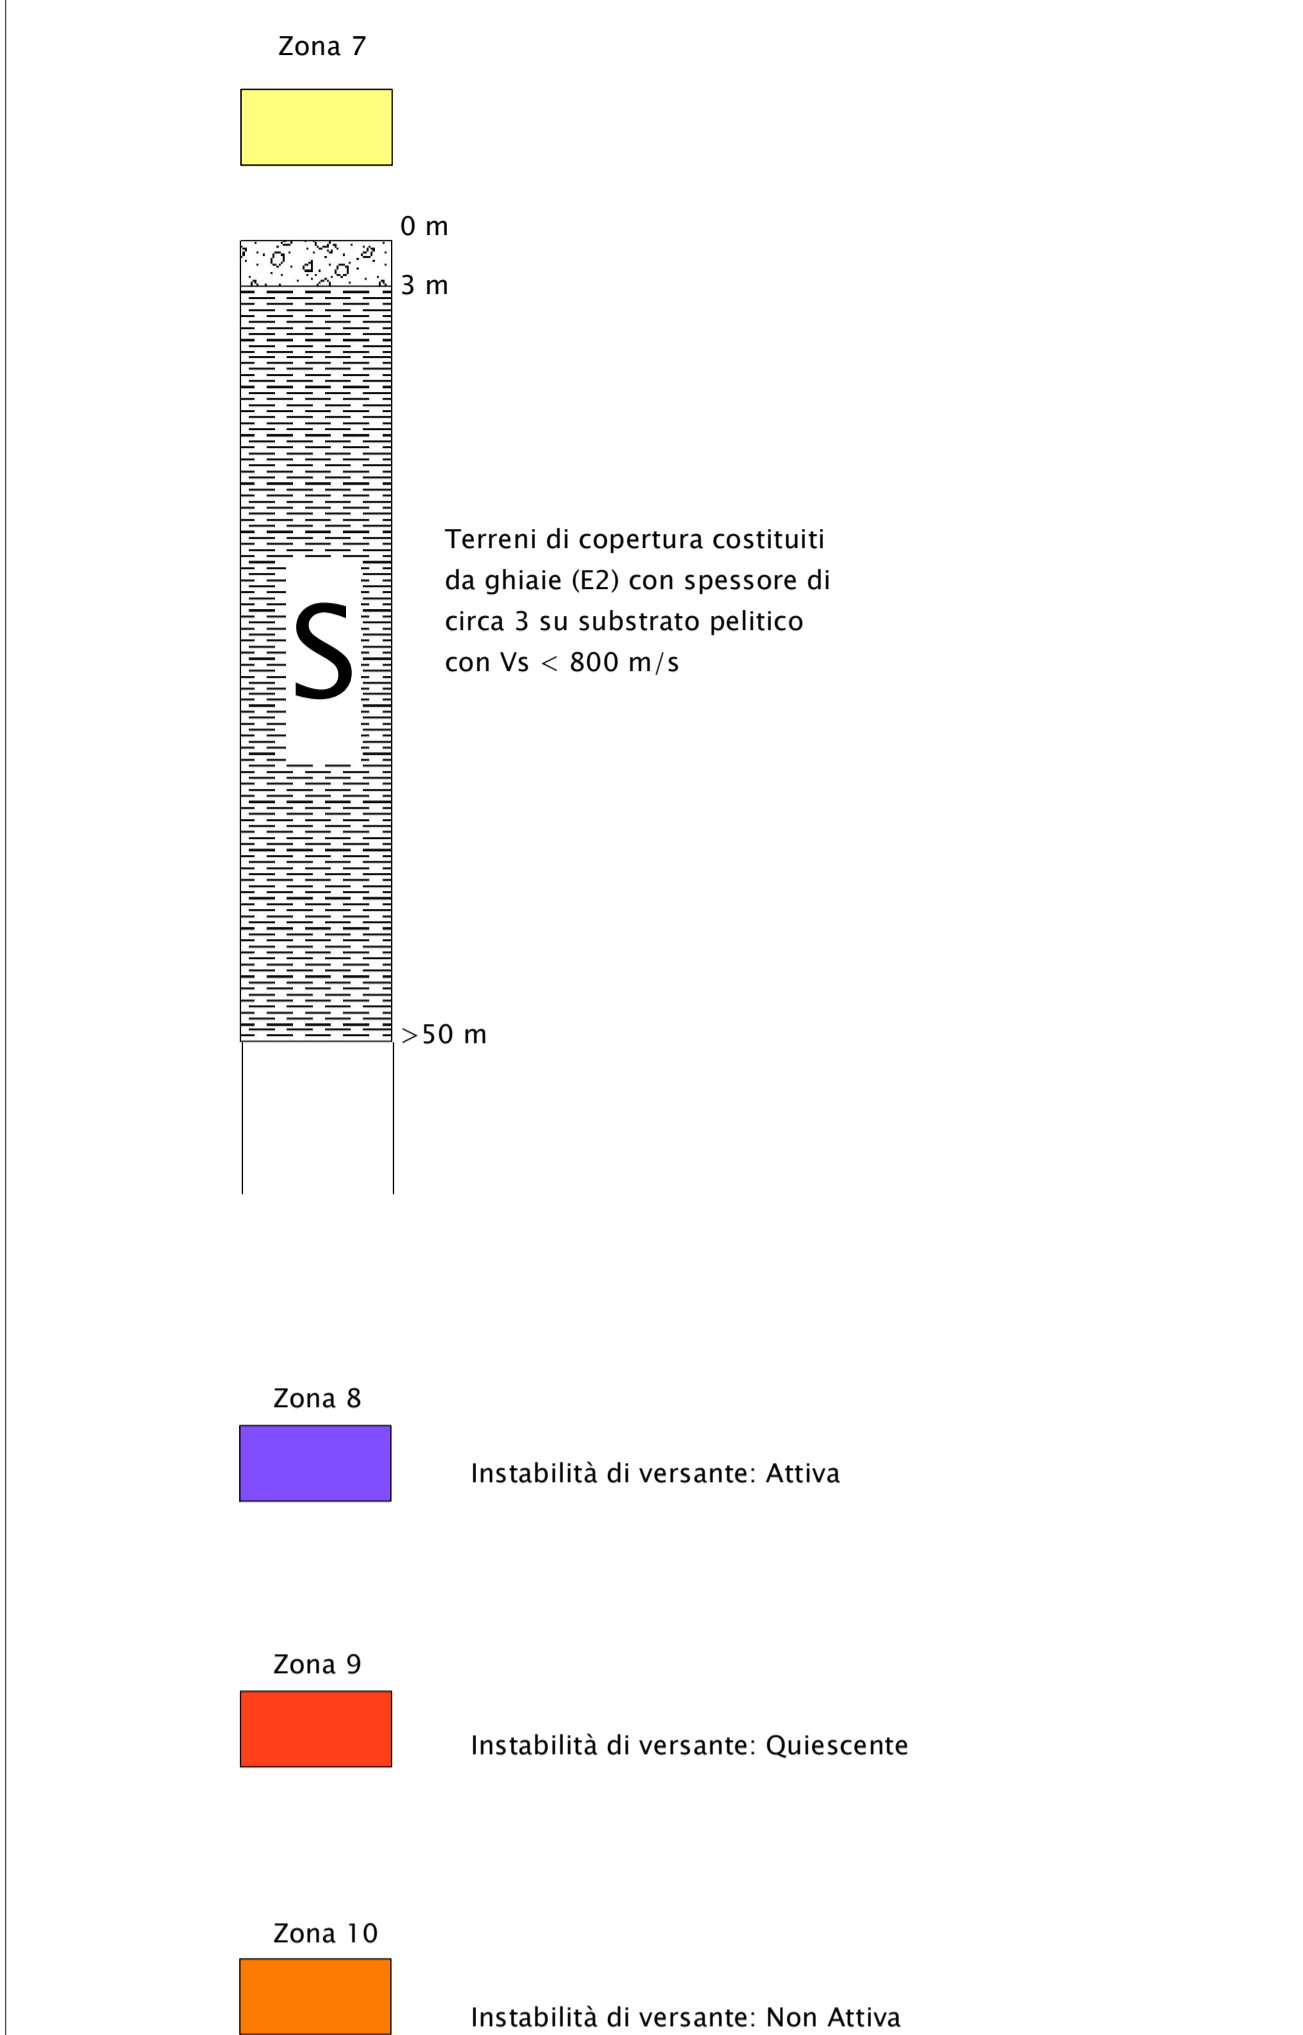 Zona 7
0 m
3 m
Terreni di copertura costituiti
da ghiaie (E2) con spessore di
circa 3 su substrato pelitico
con Vs < 800 m/s
S
>50 m
Zona 8
Instabilità di versante: Attiva
Zona 9
Instabilità di versante: Quiescente
Zona 10
Instabilità di versante: Non Attiva